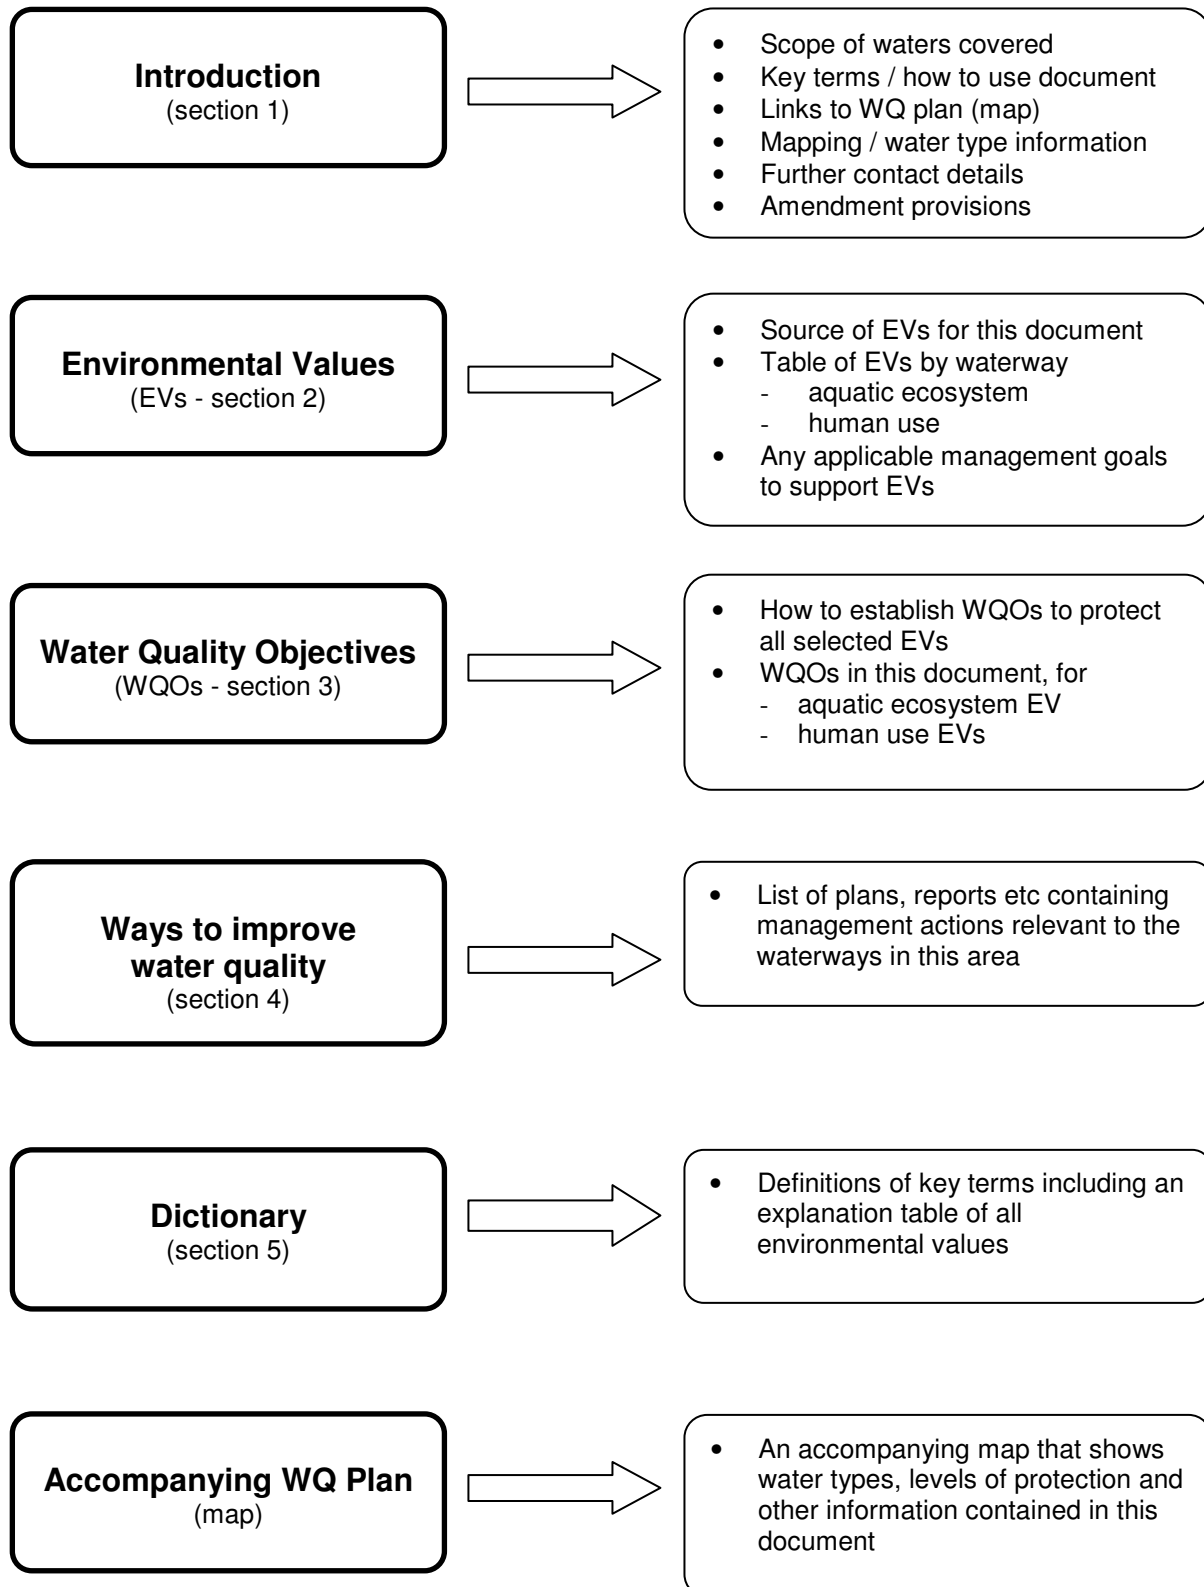 Introduction
(section 1)
• Scope of waters covered
• Key terms / how to use document
• Links to WQ plan (map)
• Mapping / water type information
• Further contact details
• Amendment provisions
Environmental Values
(EVs - section 2)
• Source of EVs for this document
• Table of EVs by waterway
- aquatic ecosystem
- human use
• Any applicable management goals
to support EVs
Water Quality Objectives
(WQOs - section 3)
• How to establish WQOs to protect
all selected EVs
• WQOs in this document, for
- aquatic ecosystem EV
- human use EVs
Ways to improve
water quality
(section 4)
• List of plans, reports etc containing
management actions relevant to the
waterways in this area
Dictionary
(section 5)
• Definitions of key terms including an
explanation table of all
environmental values
Accompanying WQ Plan
(map)
• An accompanying map that shows
water types, levels of protection and
other information contained in this
document